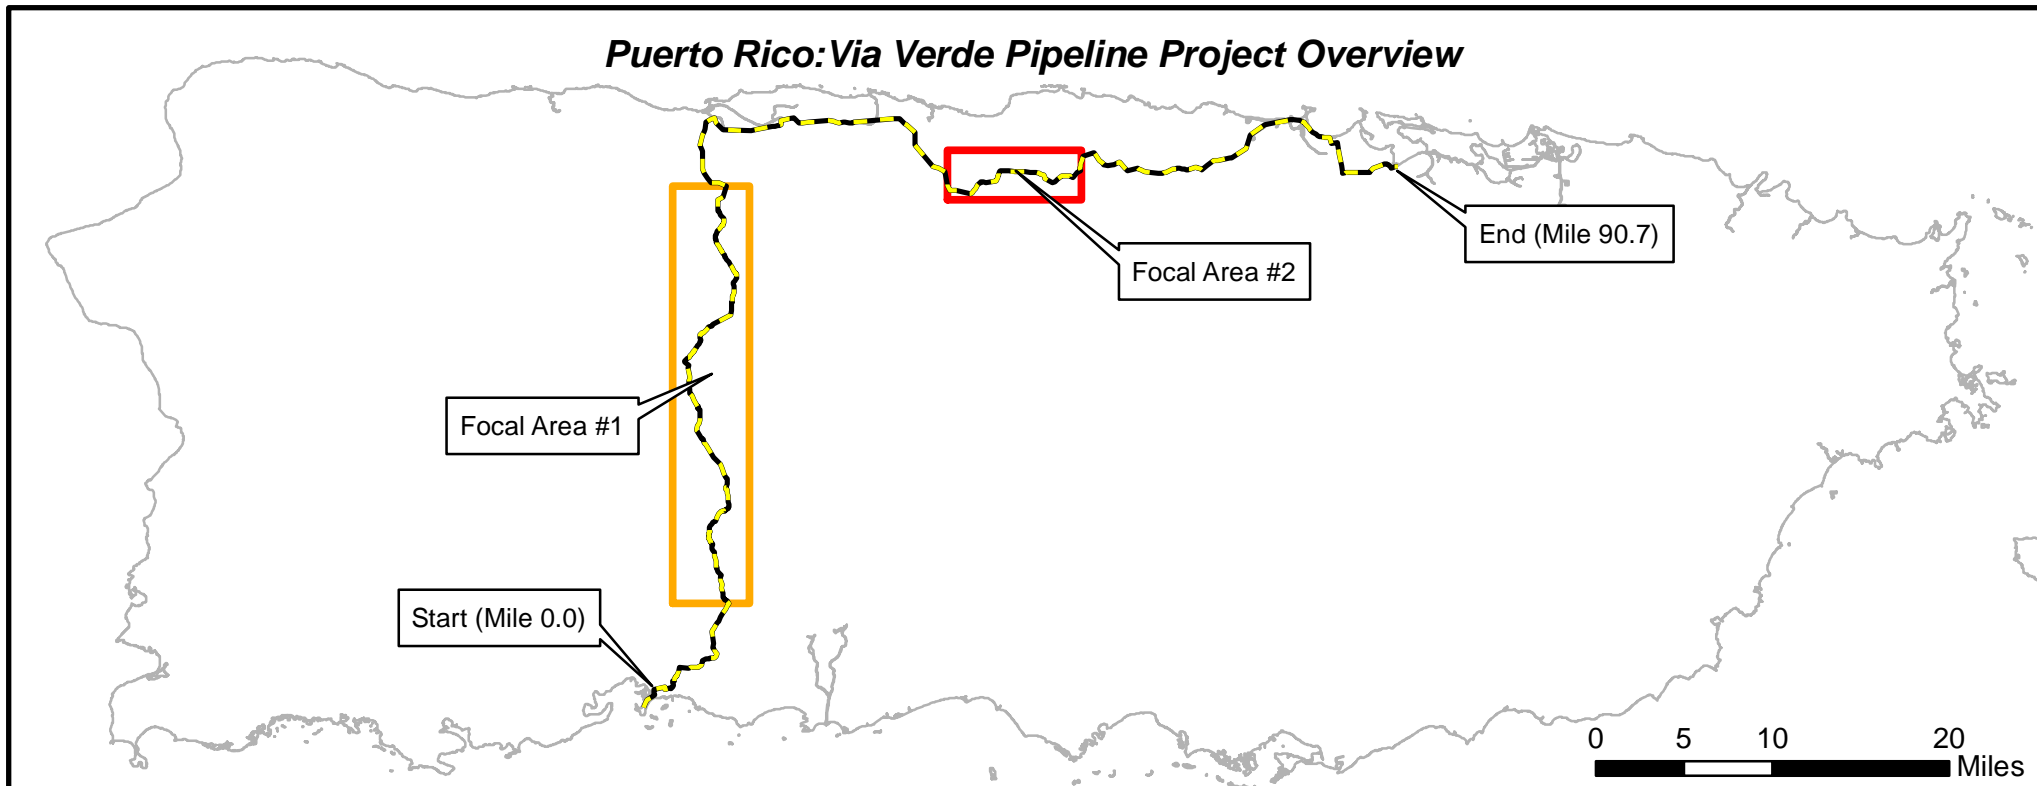 Puerto Rico:Via Verde Pipeline Project Overview
End (Mile 90.7)
Focal Area #2
Focal Area #1
Start (Mile 0.0)
0 5 10 20
Miles